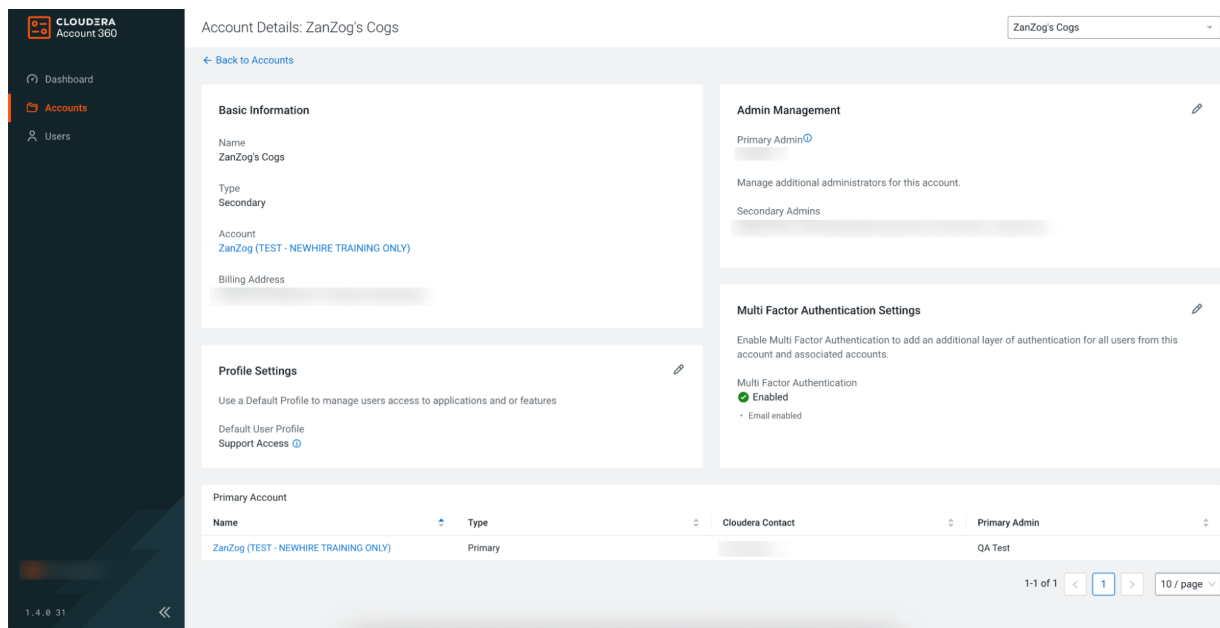 CLOUDERA
Account 360
Dashboard
Accounts
Users
1.4.0 31
Account Details: ZanZog's Cogs
ZanZog's Cogs
← Back to Accounts
Basic Information
Name
ZanZog's Cogs
Type
Secondary
Account
ZanZog (TEST - NEWHIRE TRAINING ONLY)
Billing Address
Profile Settings
Use a Default Profile to manage users access to applications and or features
Default User Profile
Support Access
Admin Management
Primary Admin
Manage additional administrators for this account.
Secondary Admins
Multi Factor Authentication Settings
Enable Multi Factor Authentication to add an additional layer of authentication for all users from this
account and associated accounts.
Multi Factor Authentication
Enabled
• Email enabled
Primary Account
Name Type Cloudera Contact Primary Admin
ZanZog (TEST - NEWHIRE TRAINING ONLY) Primary QA Test
1-1 of 1 < 1 > 10 / page